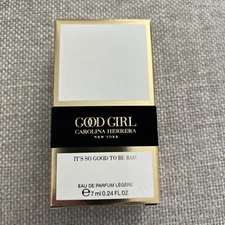 GOOD GIRL
CAROLINA HERRERA
NEW YORK
IT'S SO GOOD TO BE BAD
EAU DE PARFUM LÉGÈRE
℮7 ml 0.24 FL OZ